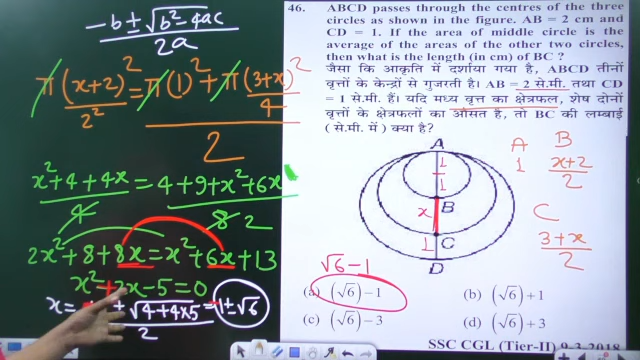 -b ± √b² - 4ac
2a
π(x+2)²/2² = π(1)² + π(3+x)²/4
2
x²+4+4x/4 = 4+9+x²+6x/8 2
2x²+8+8x=x²+6x+13
x²+2x-5=0
√4+4×5 = -1±√6
2
46. ABCD passes through the centres of the three
circles as shown in the figure. AB = 2 cm and
CD = 1. If the area of middle circle is
the average of the areas of the other two circles,
then what is the length (in cm) of BC ?
जैसा कि आकृति में दर्शाया गया है, ABCD तीनों
वृत्तों के केन्द्रों से गुजरती है। AB = 2 से.मी. तथा CD
= 1 से.मी. हैं। यदि मध्य वृत्त का क्षेत्रफल, शेष दोनों
वृत्तों के क्षेत्रफलों का औसत है, तो BC की लम्बाई
(से.मी. में) क्या है?
A B
1 x+2/2
C
3+x/2
A
1
1
x B
1 C
D
√6-1
(a) (√6) -1
(b) (√6) +1
(c) (√6) -3
(d) (√6) +3
SSC CGL (Tier-II) 9-3-2018